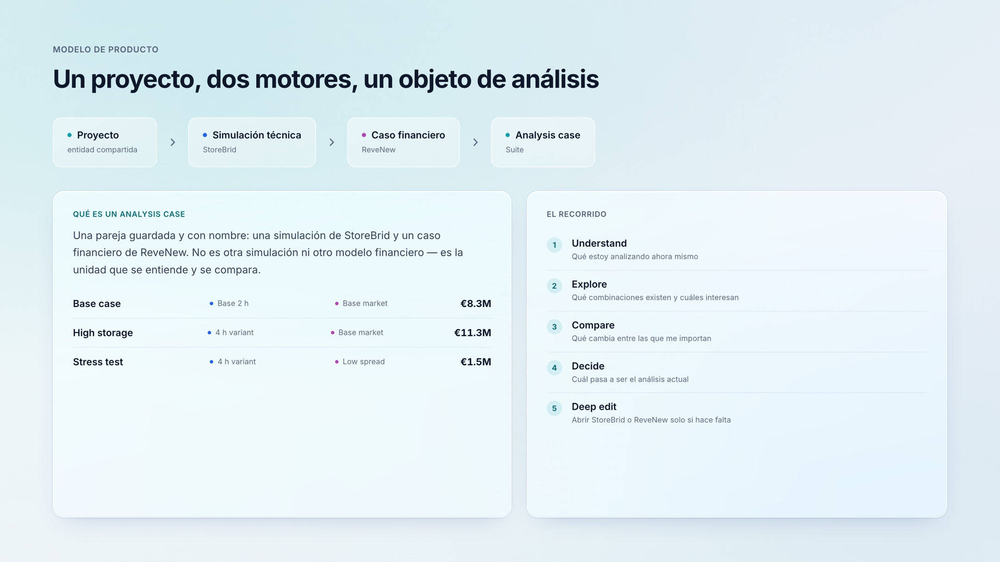 MODELO DE PRODUCTO
Un proyecto, dos motores, un objeto de análisis
Proyecto
entidad compartida
Simulación técnica
StoreBrid
Caso financiero
ReveNew
Analysis case
Suite
QUÉ ES UN ANALYSIS CASE
Una pareja guardada y con nombre: una simulación de StoreBrid y un caso
financiero de ReveNew. No es otra simulación ni otro modelo financiero — es la
unidad que se entiende y se compara.
Base case Base 2 h Base market €8.3M
High storage 4 h variant Base market €11.3M
Stress test 4 h variant Low spread €1.5M
EL RECORRIDO
1 Understand
Qué estoy analizando ahora mismo
2 Explore
Qué combinaciones existen y cuáles interesan
3 Compare
Qué cambia entre las que me importan
4 Decide
Cuál pasa a ser el análisis actual
5 Deep edit
Abrir StoreBrid o ReveNew solo si hace falta